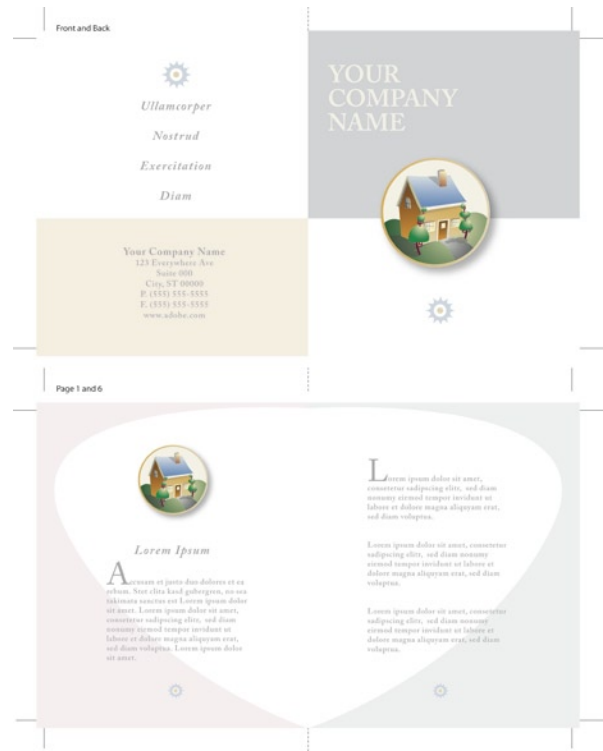 Front and Back
Ullamcorper
Nostrud
Exercitation
Diam
Your Company Name
123 Everywhere Ave
Suite 000
City, ST 00000
P. (555) 555-5555
F. (555) 555-5555
www.adobe.com
YOUR
COMPANY
NAME
Page 1 and 6
Lorem Ipsum
Accusam et justo duo dolores et ea
rebum. Stet clita kasd gubergren, no sea
takimata sanctus est Lorem ipsum dolor
sit amet. Lorem ipsum dolor sit amet,
consetetur sadipscing elitr, sed diam
nonumy eirmod tempor invidunt ut
labore et dolore magna aliquyam erat,
sed diam voluptua. Lorem ipsum dolor
sit amet.
Lorem ipsum dolor sit amet,
consetetur sadipscing elitr, sed diam
nonumy eirmod tempor invidunt ut
labore et dolore magna aliquyam erat,
sed diam voluptua.
Lorem ipsum dolor sit amet, consetetur
sadipscing elitr, sed diam nonumy
eirmod tempor invidunt ut labore et
dolore magna aliquyam erat, sed diam
voluptua.
Lorem ipsum dolor sit amet, consetetur
sadipscing elitr, sed diam nonumy
eirmod tempor invidunt ut labore et
dolore magna aliquyam erat, sed diam
voluptua.